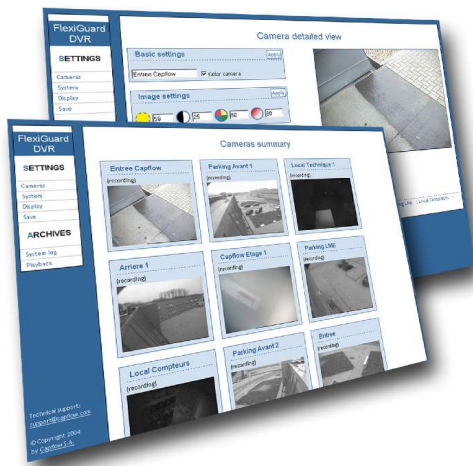 FlexiGuard
DVR
SETTINGS
Cameras
System
Display
Save
Camera detailed view
Basic settings
Apply
Entree Capflow
Color camera
Image settings
Apply
25
FlexiGuard
DVR
SETTINGS
Cameras
System
Display
Save
ARCHIVES
System log
Playback
Technical support:
support@capflow.com
© Copyright 2004
by Capflow S.A.
Cameras summary
Entree Capflow
(recording)
Parking Avant 1
(recording)
Local Technique 1
(recording)
Arriere 1
(recording)
Capflow Etage 1
(recording)
Parking LME
(recording)
Local Compteurs
(recording)
Parking Avant 2
(recording)
Entree
(recording)